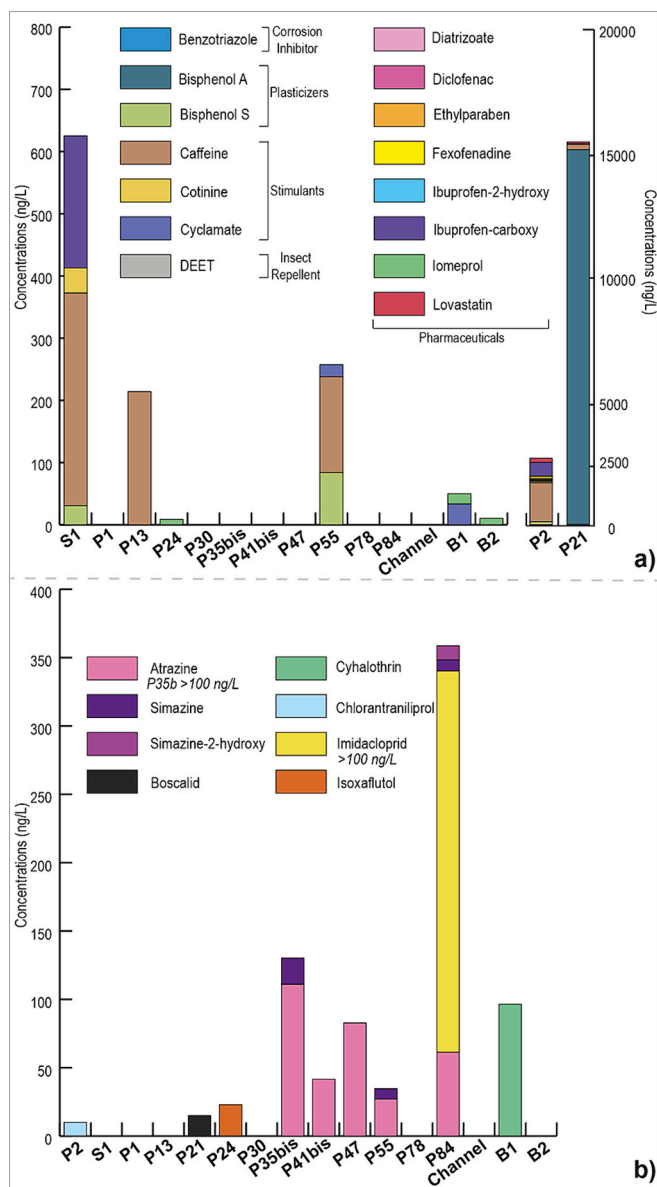 a)
Concentrations (ng/L)
800
700
600
500
400
300
200
100
0
Benzotriazole
Corrosion
Inhibitor
Bisphenol A
Bisphenol S
Plasticizers
Caffeine
Cotinine
Cyclamate
Stimulants
DEET
Insect
Repellent
Diatrizoate
Diclofenac
Ethylparaben
Fexofenadine
Ibuprofen-2-hydroxy
Ibuprofen-carboxy
Iomeprol
Lovastatin
Pharmaceuticals
20000
15000
10000
5000
2500
0
Concentrations (ng/L)
S1 P1 P13 P24 P30 P35bis P41bis P47 P55 P78 P84 Channel B1 B2 P2 P21
b)
Concentrations (ng/L)
400
350
300
250
200
150
100
50
0
Atrazine
P35b >100 ng/L
Simazine
Simazine-2-hydroxy
Boscalid
Cyhalothrin
Chlorantraniliprol
Imidacloprid
>100 ng/L
Isoxaflutol
P2 S1 P1 P13 P21 P24 P30 P35bis P41bis P47 P55 P78 P84 Channel B1 B2